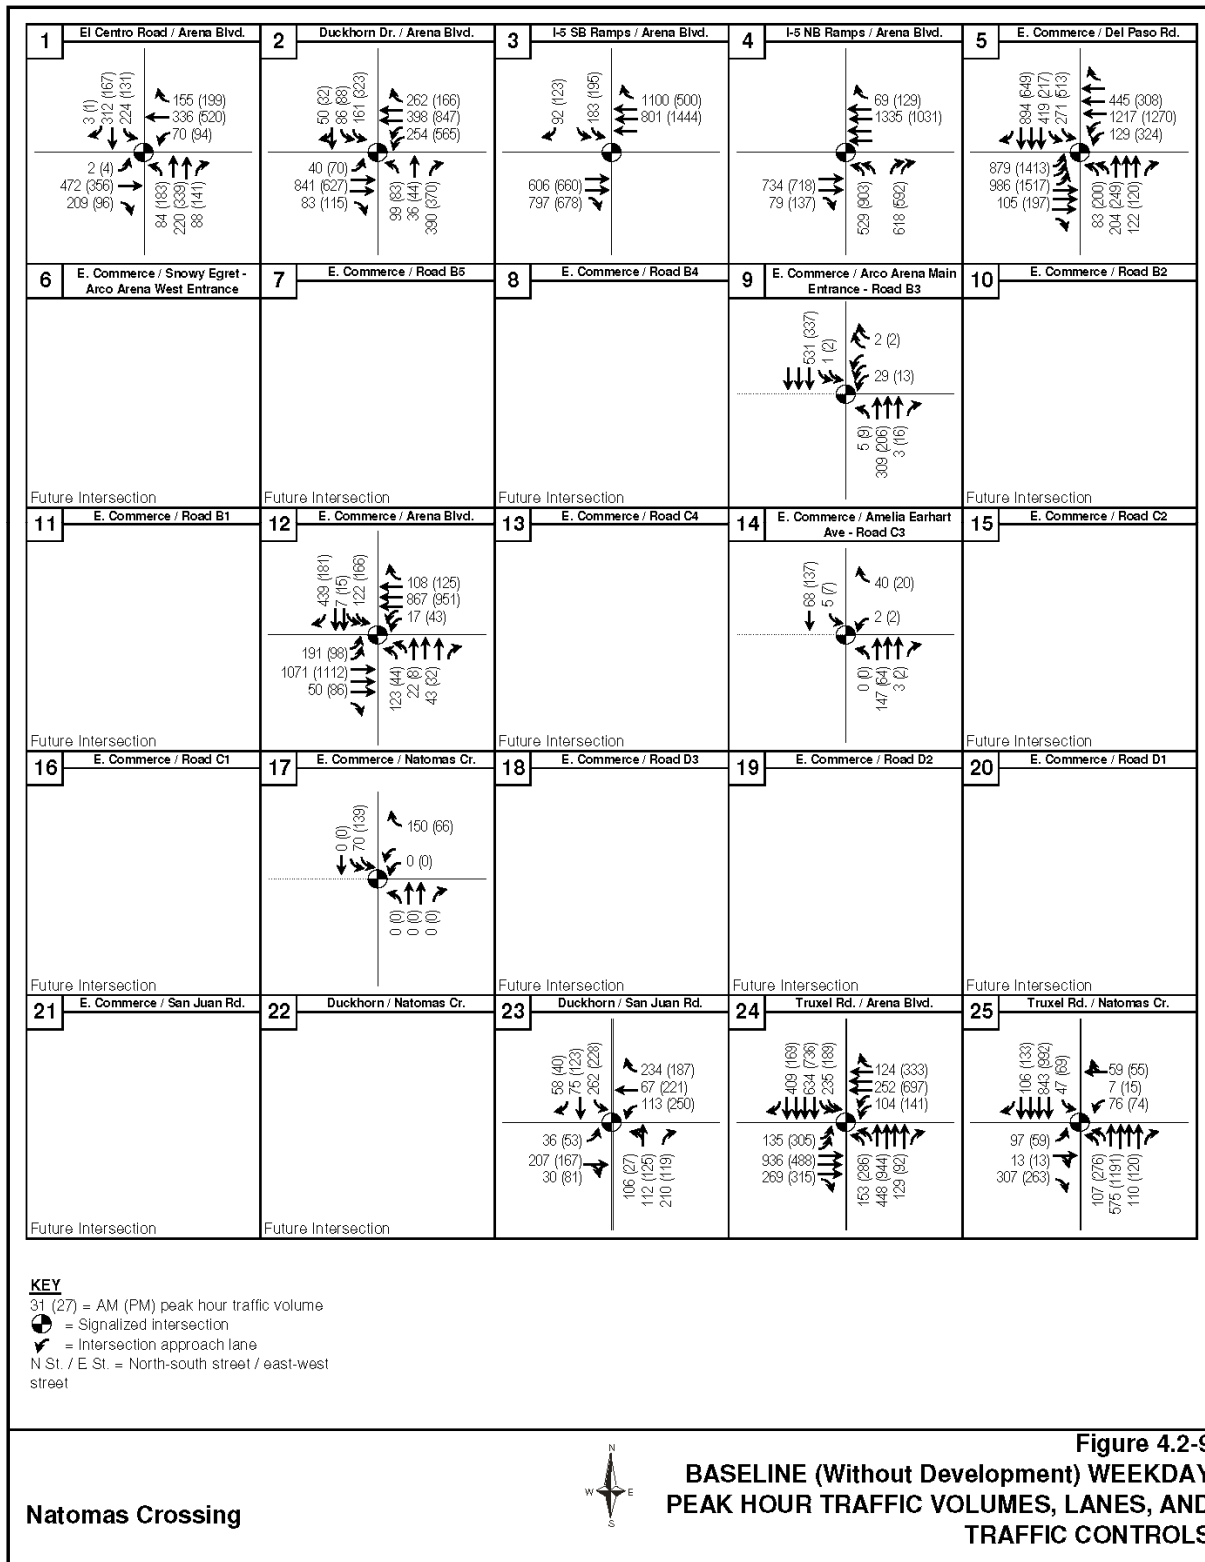 1
El Centro Road / Arena Blvd.
3 (1)
312 (167)
224 (131)
155 (199)
336 (520)
70 (94)
2 (4)
472 (356)
209 (96)
84 (183)
220 (339)
88 (141)
2
Duckhorn Dr. / Arena Blvd.
50 (32)
86 (88)
161 (323)
262 (166)
398 (847)
254 (565)
40 (70)
841 (627)
83 (115)
99 (83)
36 (44)
390 (370)
3
I-5 SB Ramps / Arena Blvd.
92 (123)
183 (195)
1100 (500)
801 (1444)
606 (660)
797 (678)
4
I-5 NB Ramps / Arena Blvd.
69 (129)
1335 (1031)
734 (718)
79 (137)
529 (903)
618 (592)
5
E. Commerce / Del Paso Rd.
894 (649)
419 (217)
271 (513)
445 (308)
1217 (1270)
129 (324)
879 (1413)
986 (1517)
105 (197)
83 (200)
204 (249)
122 (120)
6
E. Commerce / Snowy Egret -
Arco Arena West Entrance
Future Intersection
7
E. Commerce / Road B5
Future Intersection
8
E. Commerce / Road B4
Future Intersection
9
E. Commerce / Arco Arena Main
Entrance - Road B3
531 (337)
1 (2)
2 (2)
29 (13)
5 (9)
309 (206)
3 (16)
10
E. Commerce / Road B2
Future Intersection
11
E. Commerce / Road B1
Future Intersection
12
E. Commerce / Arena Blvd.
439 (181)
7 (15)
122 (166)
108 (125)
867 (951)
17 (43)
191 (98)
1071 (1112)
50 (86)
123 (44)
22 (8)
43 (32)
13
E. Commerce / Road C4
Future Intersection
14
E. Commerce / Amelia Earhart
Ave - Road C3
68 (137)
5 (7)
40 (20)
2 (2)
0 (0)
147 (64)
3 (2)
15
E. Commerce / Road C2
Future Intersection
16
E. Commerce / Road C1
Future Intersection
17
E. Commerce / Natomas Cr.
0 (0)
70 (139)
150 (66)
0 (0)
0 (0)
0 (0)
0 (0)
18
E. Commerce / Road D3
Future Intersection
19
E. Commerce / Road D2
Future Intersection
20
E. Commerce / Road D1
Future Intersection
21
E. Commerce / San Juan Rd.
Future Intersection
22
Duckhorn / Natomas Cr.
Future Intersection
23
Duckhorn / San Juan Rd.
58 (40)
75 (123)
262 (228)
234 (187)
67 (221)
113 (250)
36 (53)
207 (167)
30 (81)
106 (27)
112 (125)
210 (119)
24
Truxel Rd. / Arena Blvd.
409 (169)
634 (736)
235 (189)
124 (333)
252 (697)
104 (141)
135 (305)
936 (488)
269 (315)
153 (286)
448 (944)
129 (92)
25
Truxel Rd. / Natomas Cr.
106 (133)
843 (992)
47 (69)
59 (55)
7 (15)
76 (74)
97 (59)
13 (13)
307 (263)
107 (276)
575 (1191)
110 (120)
KEY
31 (27) = AM (PM) peak hour traffic volume
= Signalized intersection
= Intersection approach lane
N St. / E St. = North-south street / east-west
street
Natomas Crossing
N
W E
S
Figure 4.2-9
BASELINE (Without Development) WEEKDAY
PEAK HOUR TRAFFIC VOLUMES, LANES, AND
TRAFFIC CONTROLS